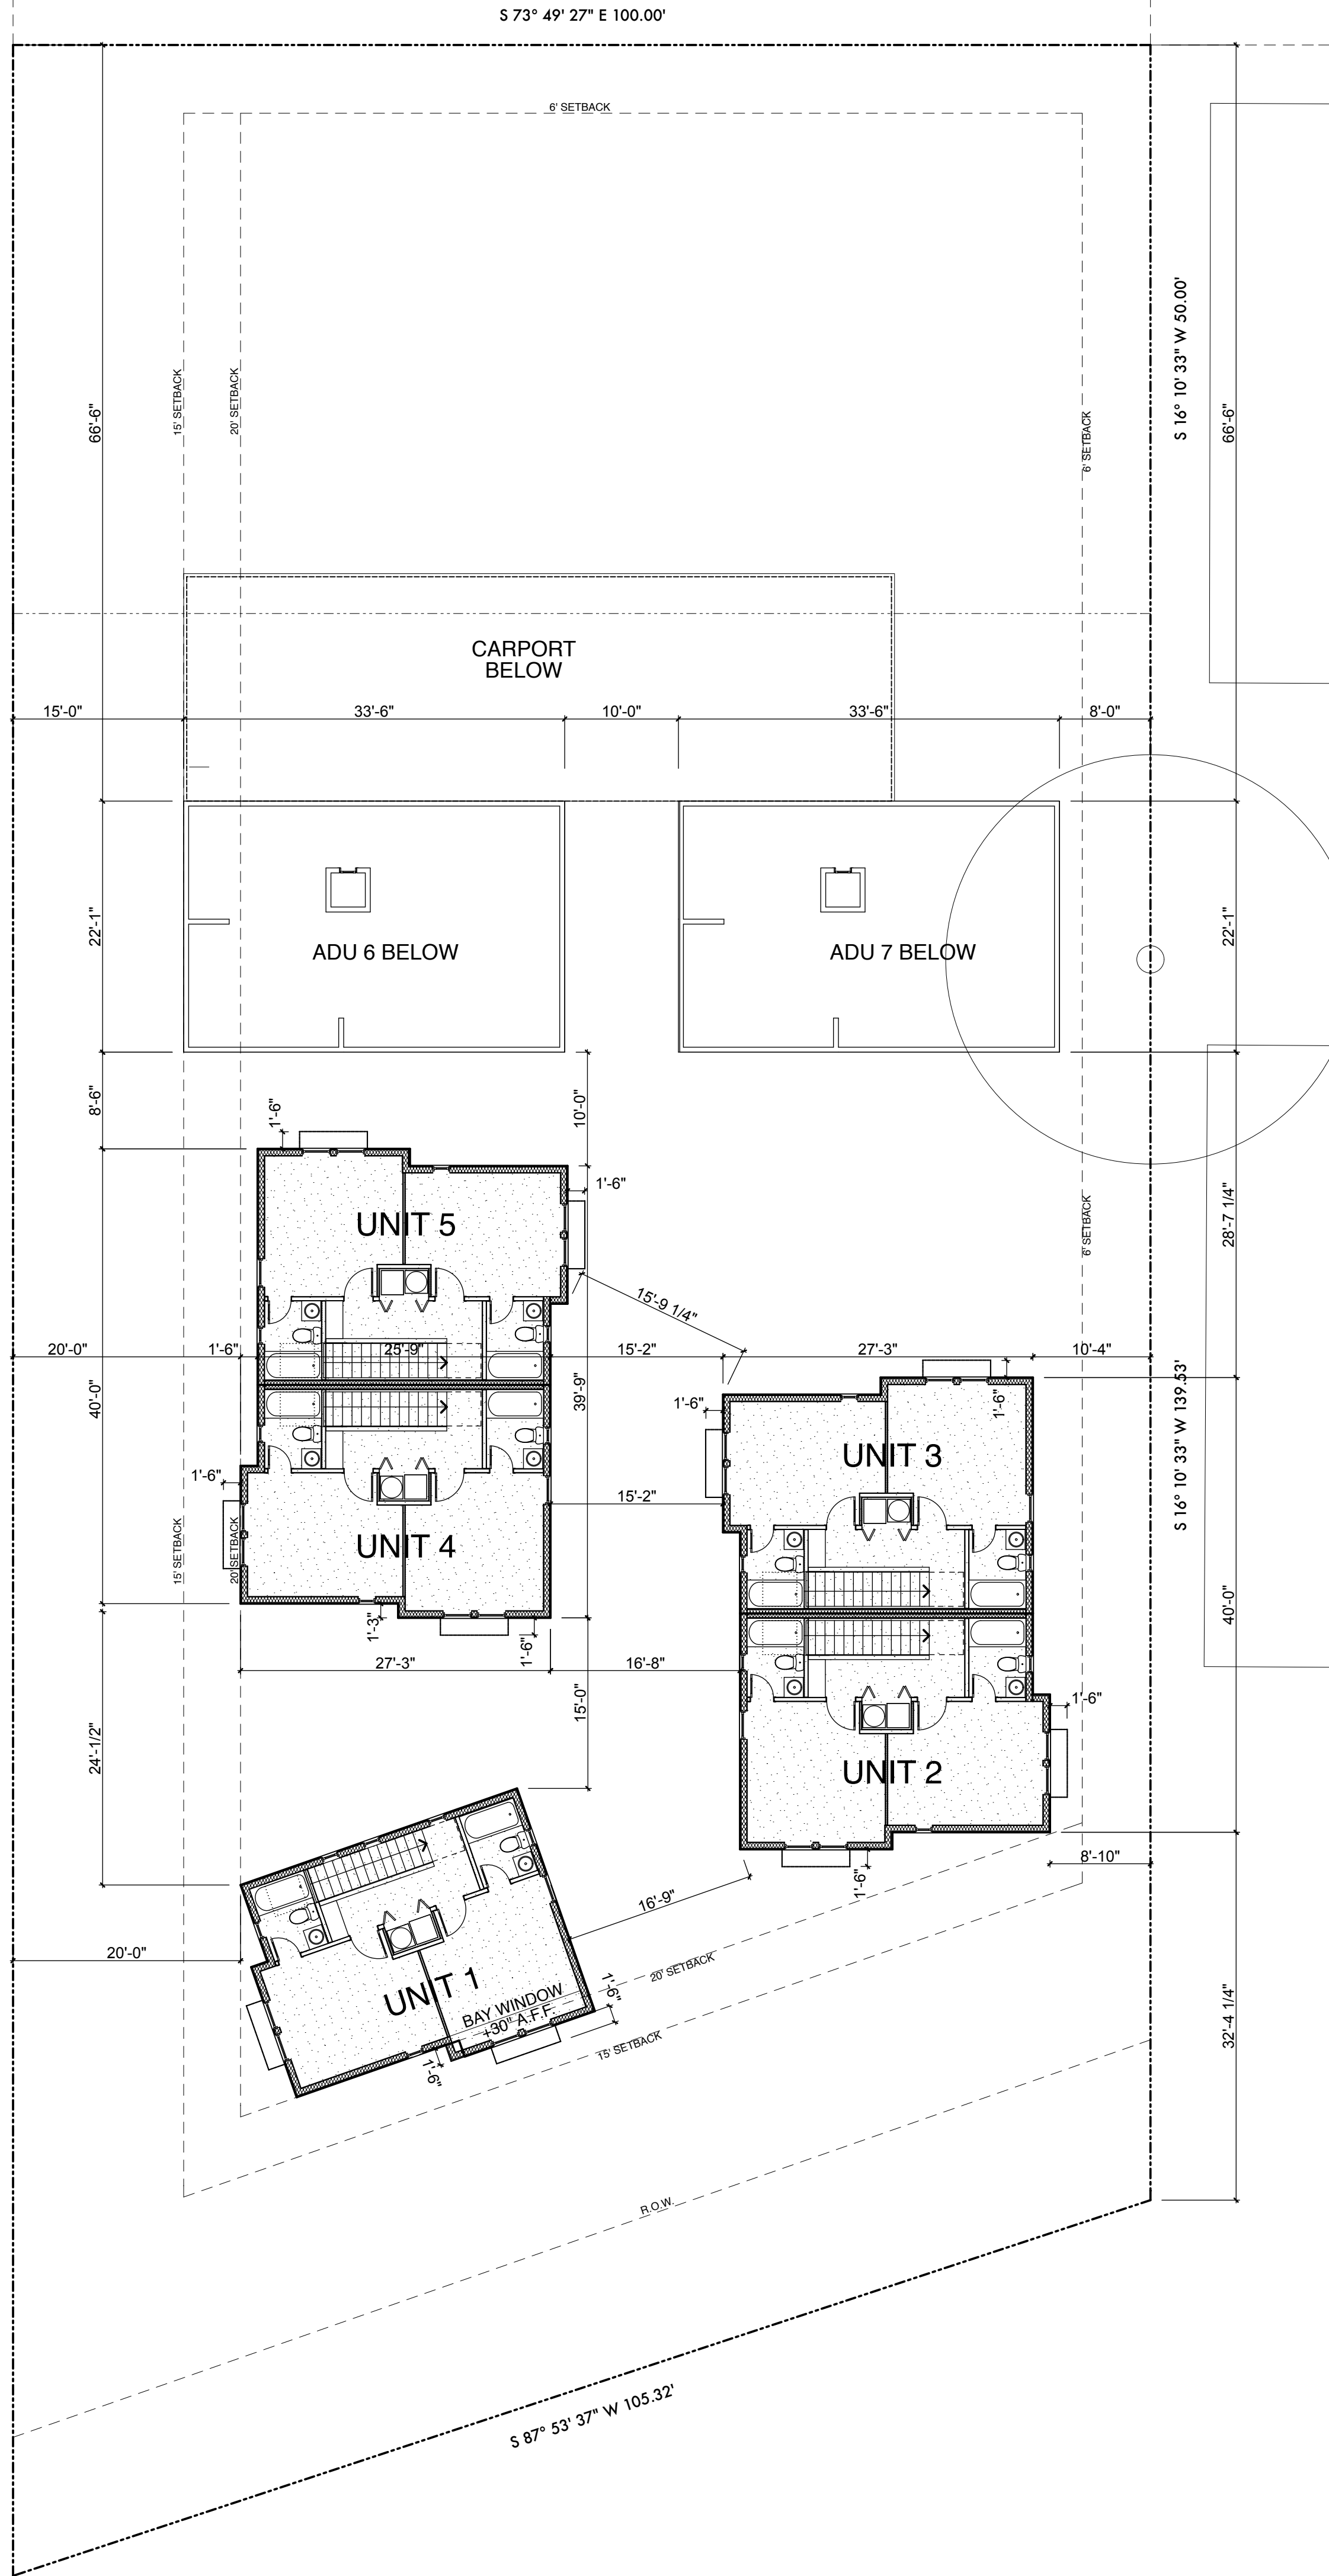 S 73° 49' 27" E 100.00'
6' SETBACK
S 16° 10' 33" W 50.00'
15' SETBACK
20' SETBACK
66'-6"
6' SETBACK
66'-6"
CARPORT
BELOW
15'-0"
33'-6"
10'-0"
33'-6"
8'-0"
22'-1"
ADU 6 BELOW
ADU 7 BELOW
22'-1"
8'-6"
1'-6"
10'-0"
1'-6"
UNIT 5
6' SETBACK
28'-7 1/4"
15'-9 1/4"
20'-0"
1'-6"
25'-9"
15'-2"
27'-3"
10'-4"
40'-0"
39'-9"
1'-6"
1'-6"
UNIT 3
S 16° 10' 33" W 139.53'
1'-6"
15'-2"
15' SETBACK
20' SETBACK
UNIT 4
40'-0"
1'-3"
1'-6"
27'-3"
16'-8"
15'-0"
1'-6"
24'-1/2"
UNIT 2
8'-10"
1'-6"
16'-9"
20'-0"
20' SETBACK
UNIT 1
BAY WINDOW
+30" A.F.F.
1'-6"
15' SETBACK
1'-6"
32'-4 1/4"
R.O.W.
S 87° 53' 37" W 105.32'